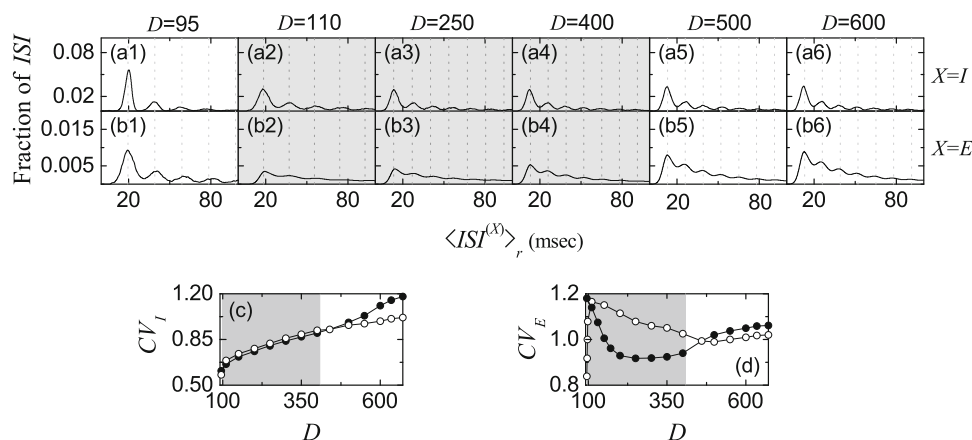 D=95 D=110 D=250 D=400 D=500 D=600
Fraction of ISI
0.08
0.02
(a1) (a2) (a3) (a4) (a5) (a6)
X=I
0.015
0.005
(b1) (b2) (b3) (b4) (b5) (b6)
X=E
20 80 20 80 20 80 20 80 20 80 20 80
⟨ISI^(X)⟩_r (msec)
1.20
0.85
0.50
CV_I
(c)
100 350 600
D
1.2
1.0
0.8
CV_E
(d)
100 350 600
D